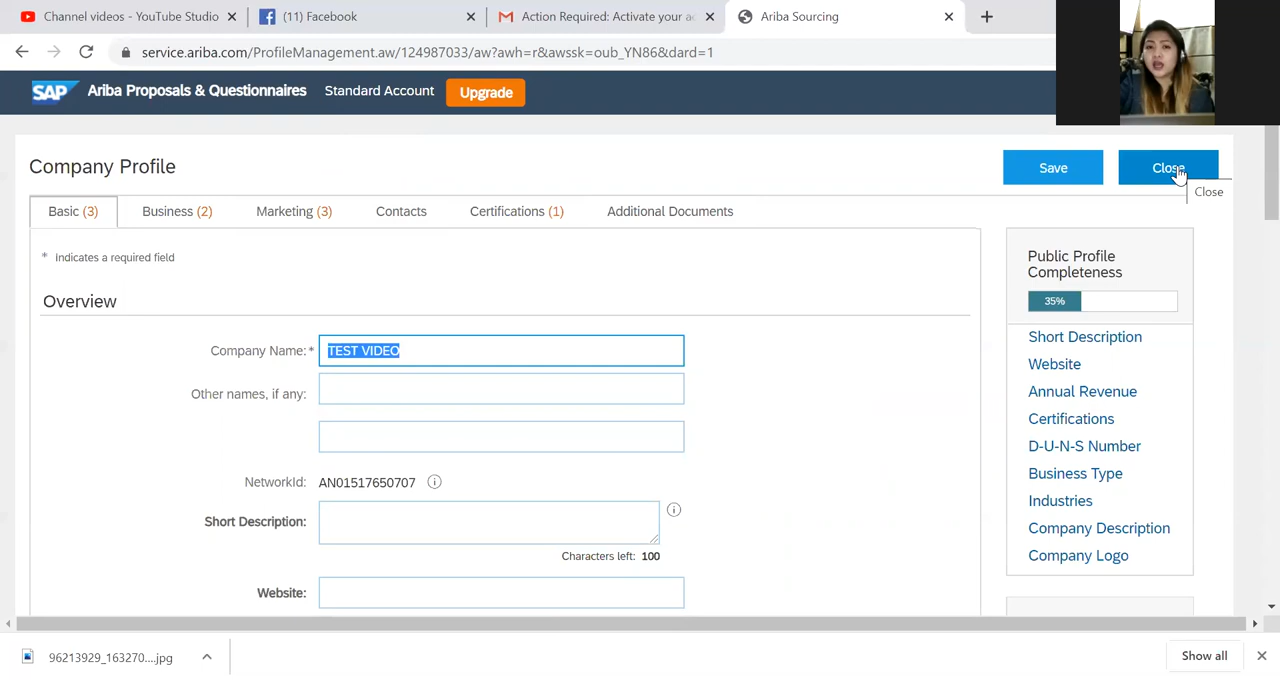 Channel videos - YouTube Studio
(11) Facebook
Action Required: Activate your ac
Ariba Sourcing
service.ariba.com/ProfileManagement.aw/124987033/aw?awh=r&awssk=oub_YN86&dard=1
SAP Ariba Proposals & Questionnaires Standard Account Upgrade
Company Profile
Save
Close
Close
Basic (3) Business (2) Marketing (3) Contacts Certifications (1) Additional Documents
* Indicates a required field
Overview
Company Name:* TEST VIDEO
Other names, if any:
NetworkId: AN01517650707
Short Description:
Characters left: 100
Website:
Public Profile
Completeness
35%
Short Description
Website
Annual Revenue
Certifications
D-U-N-S Number
Business Type
Industries
Company Description
Company Logo
96213929_163270....jpg
Show all